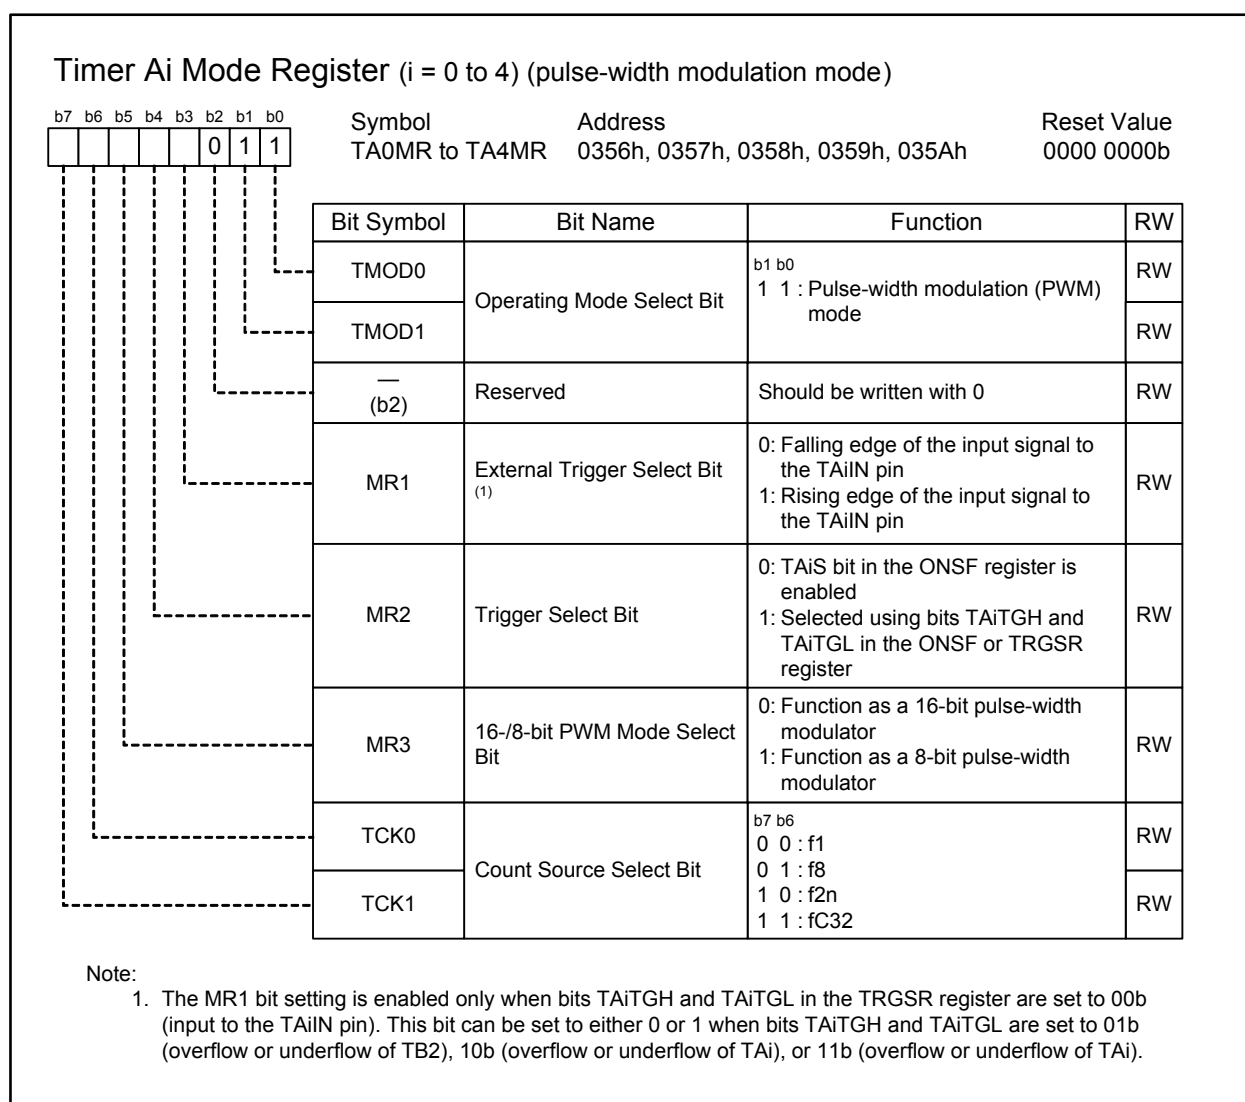 Timer Ai Mode Register (i = 0 to 4) (pulse-width modulation mode)
b7 b6 b5 b4 b3 b2 b1 b0
0 1 1
Symbol Address Reset Value
TA0MR to TA4MR 0356h, 0357h, 0358h, 0359h, 035Ah 0000 0000b
Bit Symbol Bit Name Function RW
TMOD0
TMOD1
Operating Mode Select Bit
b1 b0
1 1 : Pulse-width modulation (PWM)
mode
RW
RW
—
(b2)
Reserved
Should be written with 0
RW
MR1
External Trigger Select Bit
(1)
0: Falling edge of the input signal to
the TAiIN pin
1: Rising edge of the input signal to
the TAiIN pin
RW
MR2
Trigger Select Bit
0: TAiS bit in the ONSF register is
enabled
1: Selected using bits TAiTGH and
TAiTGL in the ONSF or TRGSR
register
RW
MR3
16-/8-bit PWM Mode Select
Bit
0: Function as a 16-bit pulse-width
modulator
1: Function as a 8-bit pulse-width
modulator
RW
TCK0
TCK1
Count Source Select Bit
b7 b6
0 0 : f1
0 1 : f8
1 0 : f2n
1 1 : fC32
RW
RW
Note:
1. The MR1 bit setting is enabled only when bits TAiTGH and TAiTGL in the TRGSR register are set to 00b
(input to the TAiIN pin). This bit can be set to either 0 or 1 when bits TAiTGH and TAiTGL are set to 01b
(overflow or underflow of TB2), 10b (overflow or underflow of TAi), or 11b (overflow or underflow of TAi).